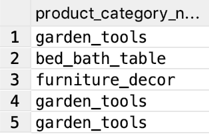 product_category_n...
1 garden_tools
2 bed_bath_table
3 furniture_decor
4 garden_tools
5 garden_tools